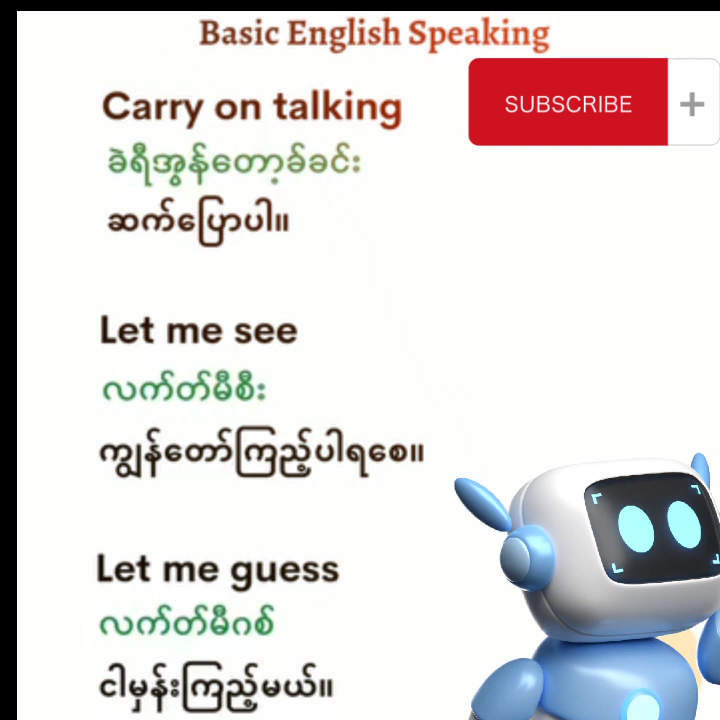 Basic English Speaking
SUBSCRIBE +
Carry on talking
ခဲရီအွန်တော့ခ်ခင်း
ဆက်ပြောပါ။
Let me see
လက်တ်မီစီး
ကျွန်တော်ကြည့်ပါရစေ။
Let me guess
လက်တ်မီဂစ်
ငါမှန်းကြည့်မယ်။